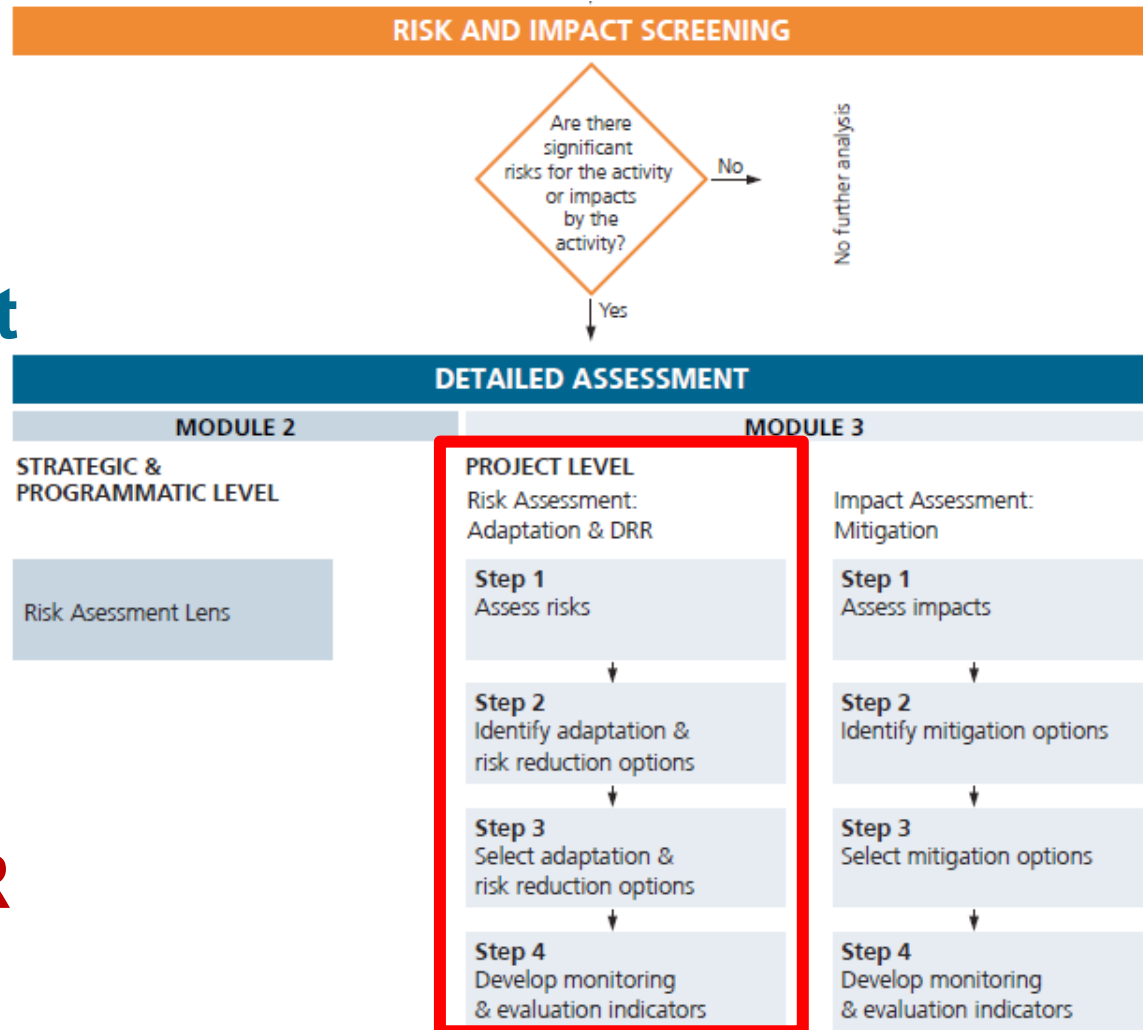 RISK AND IMPACT SCREENING
Are there
significant
risks for the activity
or impacts
by the
activity?
No
No further analysis
Yes
t
DETAILED ASSESSMENT
MODULE 2
MODULE 3
STRATEGIC &
PROGRAMMATIC LEVEL
Risk Asessment Lens
PROJECT LEVEL
Risk Assessment:
Adaptation & DRR
Step 1
Assess risks
Step 2
Identify adaptation &
risk reduction options
Step 3
Select adaptation &
risk reduction options
Step 4
Develop monitoring
& evaluation indicators
Impact Assessment:
Mitigation
Step 1
Assess impacts
Step 2
Identify mitigation options
Step 3
Select mitigation options
Step 4
Develop monitoring
& evaluation indicators
R